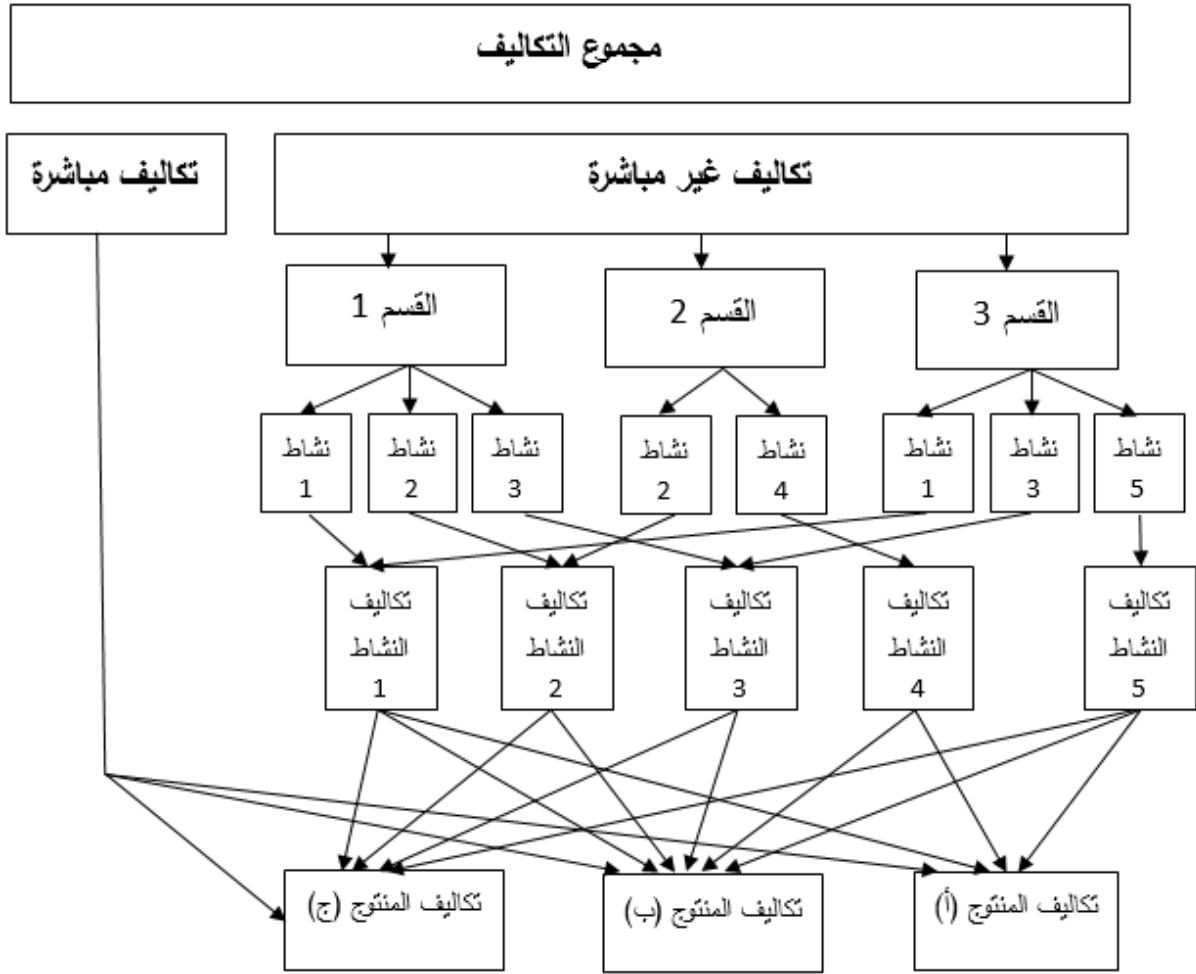 مجموع التكاليف
تكاليف غير مباشرة
تكاليف مباشرة
القسم 3
القسم 2
القسم 1
نشاط
5
نشاط
3
نشاط
1
نشاط
4
نشاط
2
نشاط
3
نشاط
2
نشاط
1
تكاليف
النشاط
5
تكاليف
النشاط
4
تكاليف
النشاط
3
تكاليف
النشاط
2
تكاليف
النشاط
1
تكاليف المنتوج (أ)
تكاليف المنتوج (ب)
تكاليف المنتوج (ج)